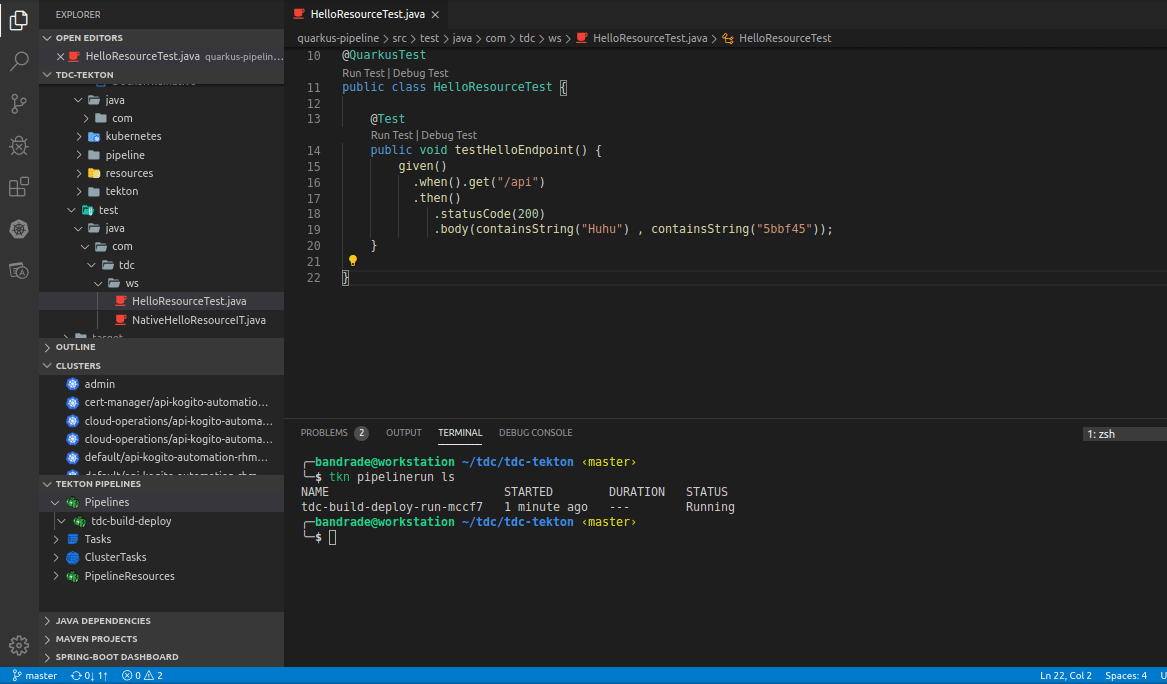 EXPLORER
OPEN EDITORS
HelloResourceTest.java quarkus-pipelin...
TDC-TEKTON
java
com
kubernetes
pipeline
resources
tekton
test
java
com
tdc
ws
HelloResourceTest.java
NativeHelloResourceIT.java
target
OUTLINE
CLUSTERS
admin
cert-manager/api-kogito-automatio...
cloud-operations/api-kogito-automa...
cloud-operations/api-kogito-automa...
default/api-kogito-automation-rhm...
default/api-kogito-automation-rhm...
TEKTON PIPELINES
Pipelines
tdc-build-deploy
Tasks
ClusterTasks
PipelineResources
JAVA DEPENDENCIES
MAVEN PROJECTS
SPRING-BOOT DASHBOARD
HelloResourceTest.java ×
quarkus-pipeline > src > test > java > com > tdc > ws > HelloResourceTest.java > HelloResourceTest
10 @QuarkusTest
Run Test | Debug Test
11 public class HelloResourceTest {
12
13 @Test
Run Test | Debug Test
14 public void testHelloEndpoint() {
15 given()
16 .when().get("/api")
17 .then()
18 .statusCode(200)
19 .body(containsString("Huhu") , containsString("5bbf45"));
20 }
21
22 }
PROBLEMS 2 OUTPUT TERMINAL DEBUG CONSOLE 1: zsh
╭─bandrade@workstation ~/tdc/tdc-tekton ‹master›
╰─$ tkn pipelinerun ls
NAME STARTED DURATION STATUS
tdc-build-deploy-run-mccf7 1 minute ago --- Running
╭─bandrade@workstation ~/tdc/tdc-tekton ‹master›
╰─$
master 0↓ 1↑ 0 2 Ln 22, Col 2 Spaces: 4 U